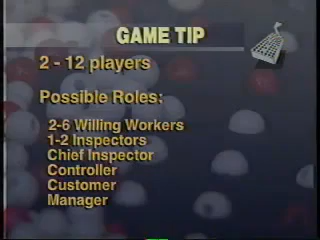 GAME TIP
2 - 12 players
Possible Roles:
2-6 Willing Workers
1-2 Inspectors
Chief Inspector
Controller
Customer
Manager